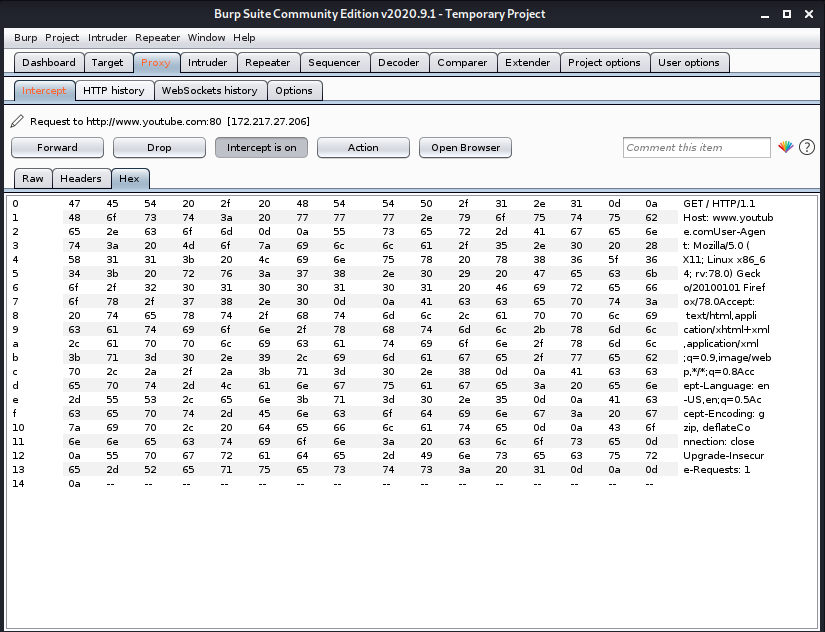 Burp Suite Community Edition v2020.9.1 - Temporary Project
Burp Project Intruder Repeater Window Help
Dashboard Target Proxy Intruder Repeater Sequencer Decoder Comparer Extender Project options User options
Intercept HTTP history WebSockets history Options
Request to http://www.youtube.com:80 [172.217.27.206]
Forward Drop Intercept is on Action Open Browser Comment this item ?
Raw Headers Hex
0 47 45 54 20 2f 20 48 54 54 50 2f 31 2e 31 0d 0a GET / HTTP/1.1
1 48 6f 73 74 3a 20 77 77 77 2e 79 6f 75 74 75 62 Host: www.youtub
2 65 2e 63 6f 6d 0d 0a 55 73 65 72 2d 41 67 65 6e e.comUser-Agen
3 74 3a 20 4d 6f 7a 69 6c 6c 61 2f 35 2e 30 20 28 t: Mozilla/5.0 (
4 58 31 31 3b 20 4c 69 6e 75 78 20 78 38 36 5f 36 X11; Linux x86_6
5 34 3b 20 72 76 3a 37 38 2e 30 29 20 47 65 63 6b 4; rv:78.0) Geck
6 6f 2f 32 30 31 30 30 31 30 31 20 46 69 72 65 66 o/20100101 Firef
7 6f 78 2f 37 38 2e 30 0d 0a 41 63 63 65 70 74 3a ox/78.0Accept:
8 20 74 65 78 74 2f 68 74 6d 6c 2c 61 70 70 6c 69 text/html,appli
9 63 61 74 69 6f 6e 2f 78 68 74 6d 6c 2b 78 6d 6c cation/xhtml+xml
a 2c 61 70 70 6c 69 63 61 74 69 6f 6e 2f 78 6d 6c ,application/xml
b 3b 71 3d 30 2e 39 2c 69 6d 61 67 65 2f 77 65 62 ;q=0.9,image/web
c 70 2c 2a 2f 2a 3b 71 3d 30 2e 38 0d 0a 41 63 63 p,*/*;q=0.8Acc
d 65 70 74 2d 4c 61 6e 67 75 61 67 65 3a 20 65 6e ept-Language: en
e 2d 55 53 2c 65 6e 3b 71 3d 30 2e 35 0d 0a 41 63 -US,en;q=0.5Ac
f 63 65 70 74 2d 45 6e 63 6f 64 69 6e 67 3a 20 67 cept-Encoding: g
10 7a 69 70 2c 20 64 65 66 6c 61 74 65 0d 0a 43 6f zip, deflateCo
11 6e 6e 65 63 74 69 6f 6e 3a 20 63 6c 6f 73 65 0d nnection: close
12 0a 55 70 67 72 61 64 65 2d 49 6e 73 65 63 75 72 Upgrade-Insecur
13 65 2d 52 65 71 75 65 73 74 73 3a 20 31 0d 0a 0d e-Requests: 1
14 0a -- -- -- -- -- -- -- -- -- -- -- -- -- -- --